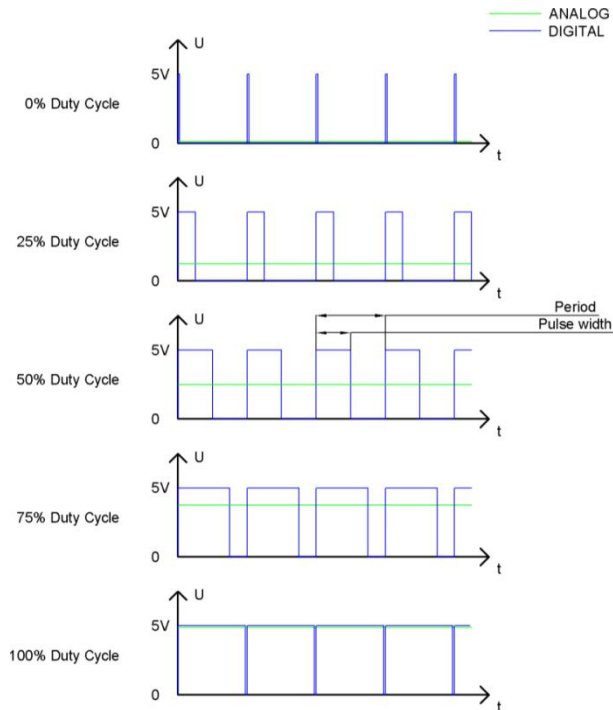 ANALOG
DIGITAL
U
5V
0% Duty Cycle
0
t
U
5V
25% Duty Cycle
0
t
Period
U
Pulse width
5V
50% Duty Cycle
0
t
U
5V
75% Duty Cycle
0
t
U
5V
100% Duty Cycle
0
t